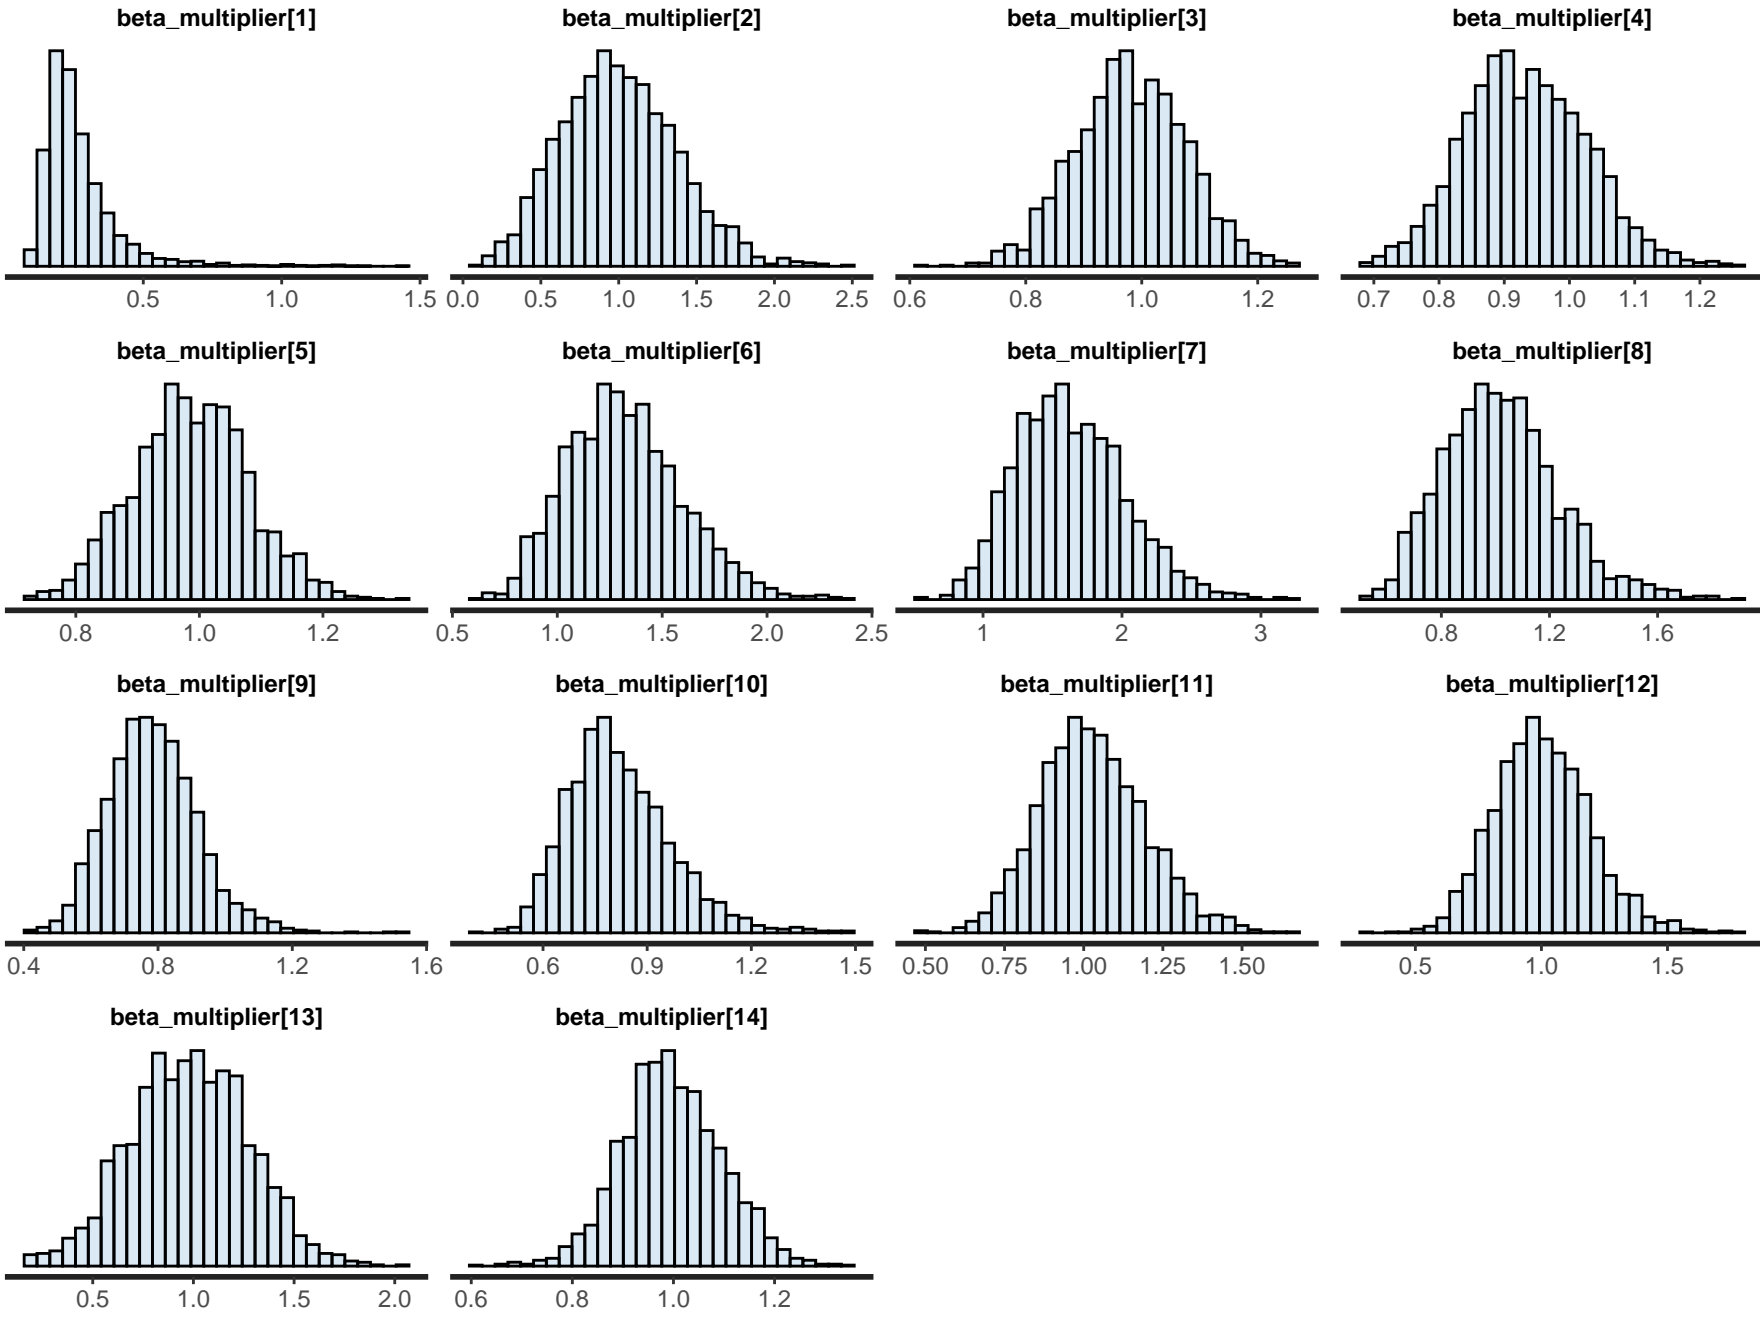 beta_multiplier[1] beta_multiplier[2] beta_multiplier[3] beta_multiplier[4]
0.5 1.0 1.5 0.0 0.5 1.0 1.5 2.0 2.5 0.6 0.8 1.0 1.2 0.7 0.8 0.9 1.0 1.1 1.2
beta_multiplier[5] beta_multiplier[6] beta_multiplier[7] beta_multiplier[8]
0.8 1.0 1.2 0.5 1.0 1.5 2.0 2.5 1 2 3 0.8 1.2 1.6
beta_multiplier[9] beta_multiplier[10] beta_multiplier[11] beta_multiplier[12]
0.4 0.8 1.2 1.6 0.6 0.9 1.2 1.5 0.50 0.75 1.00 1.25 1.50 0.5 1.0 1.5
beta_multiplier[13] beta_multiplier[14]
0.5 1.0 1.5 2.0 0.6 0.8 1.0 1.2